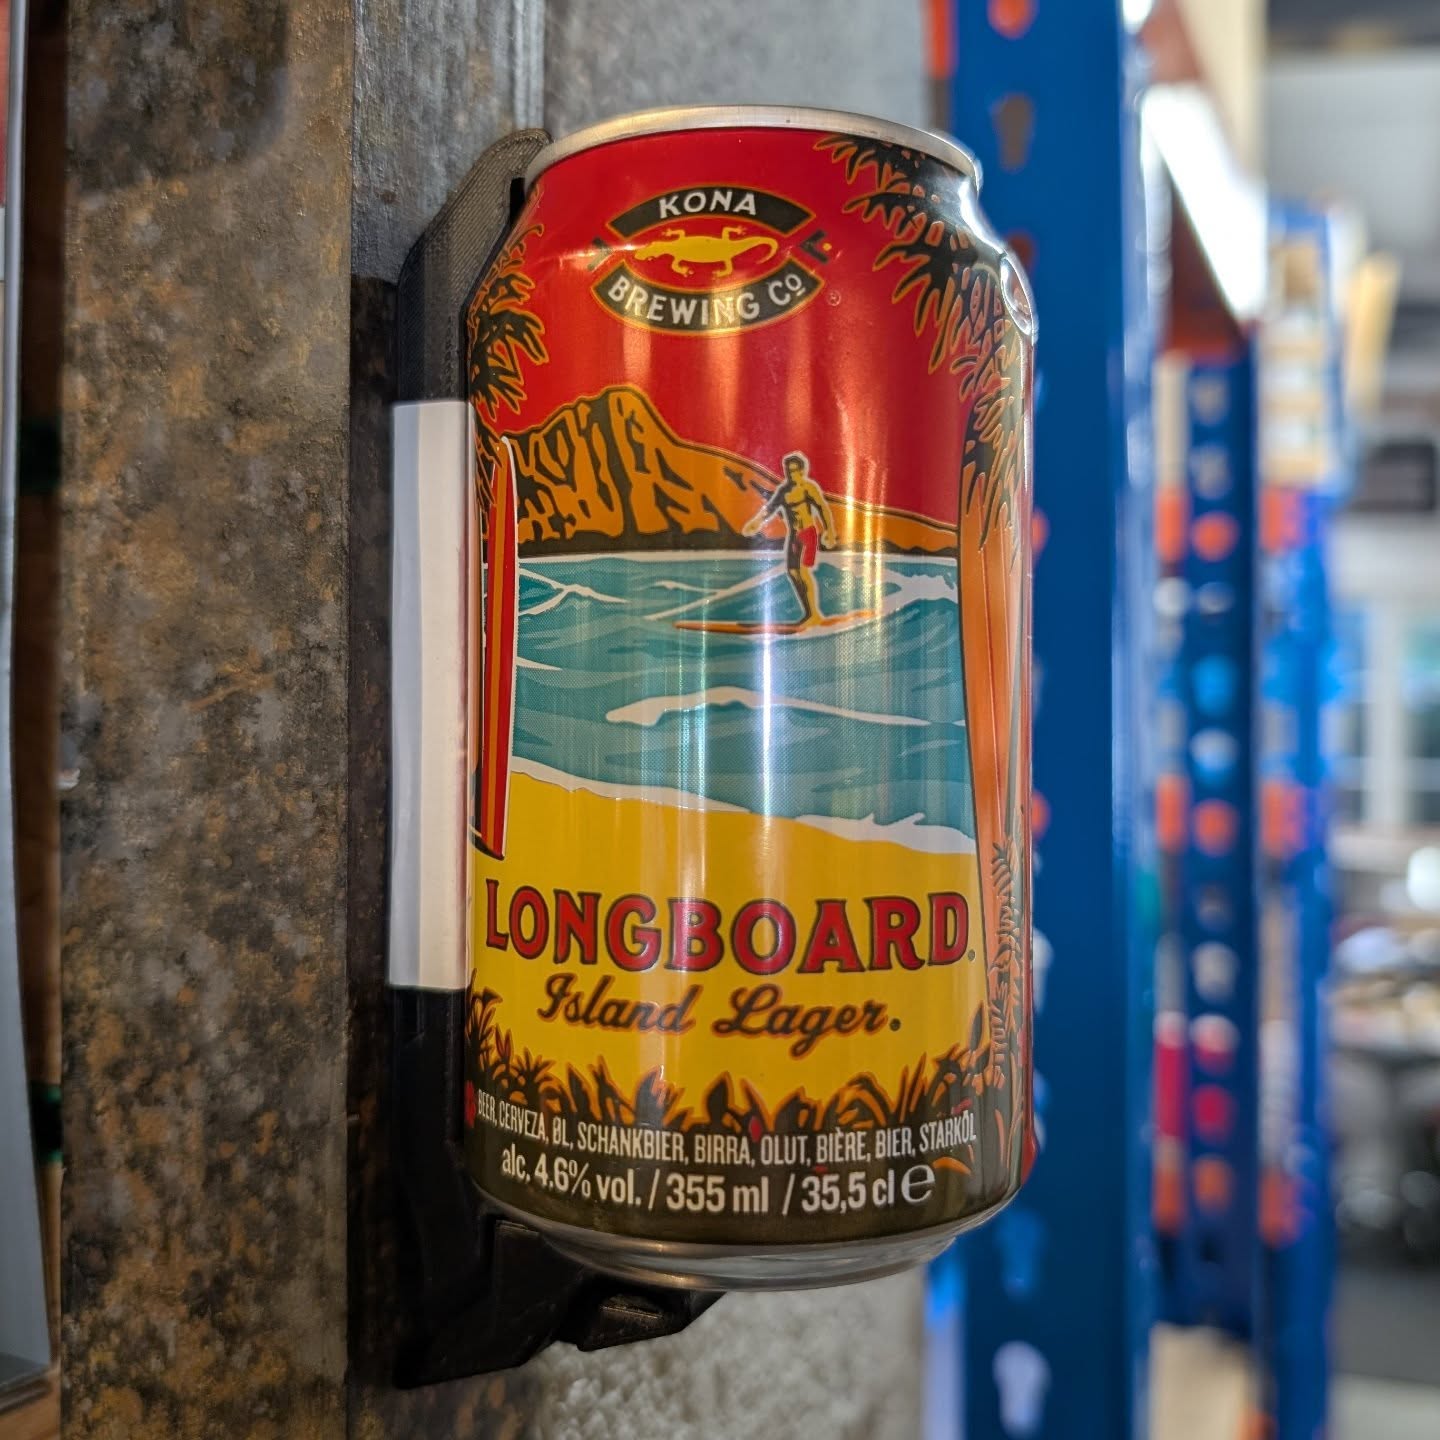 KONA
BREWING Cº
®
LONGBOARD.
Island Lager.
BEER, CERVEZA, ØL, SCHANKBIER, BIRRA, OLUT, BIÈRE, BIER, STARKÖL
alc. 4.6% vol. / 355 ml / 35,5 cl ℮